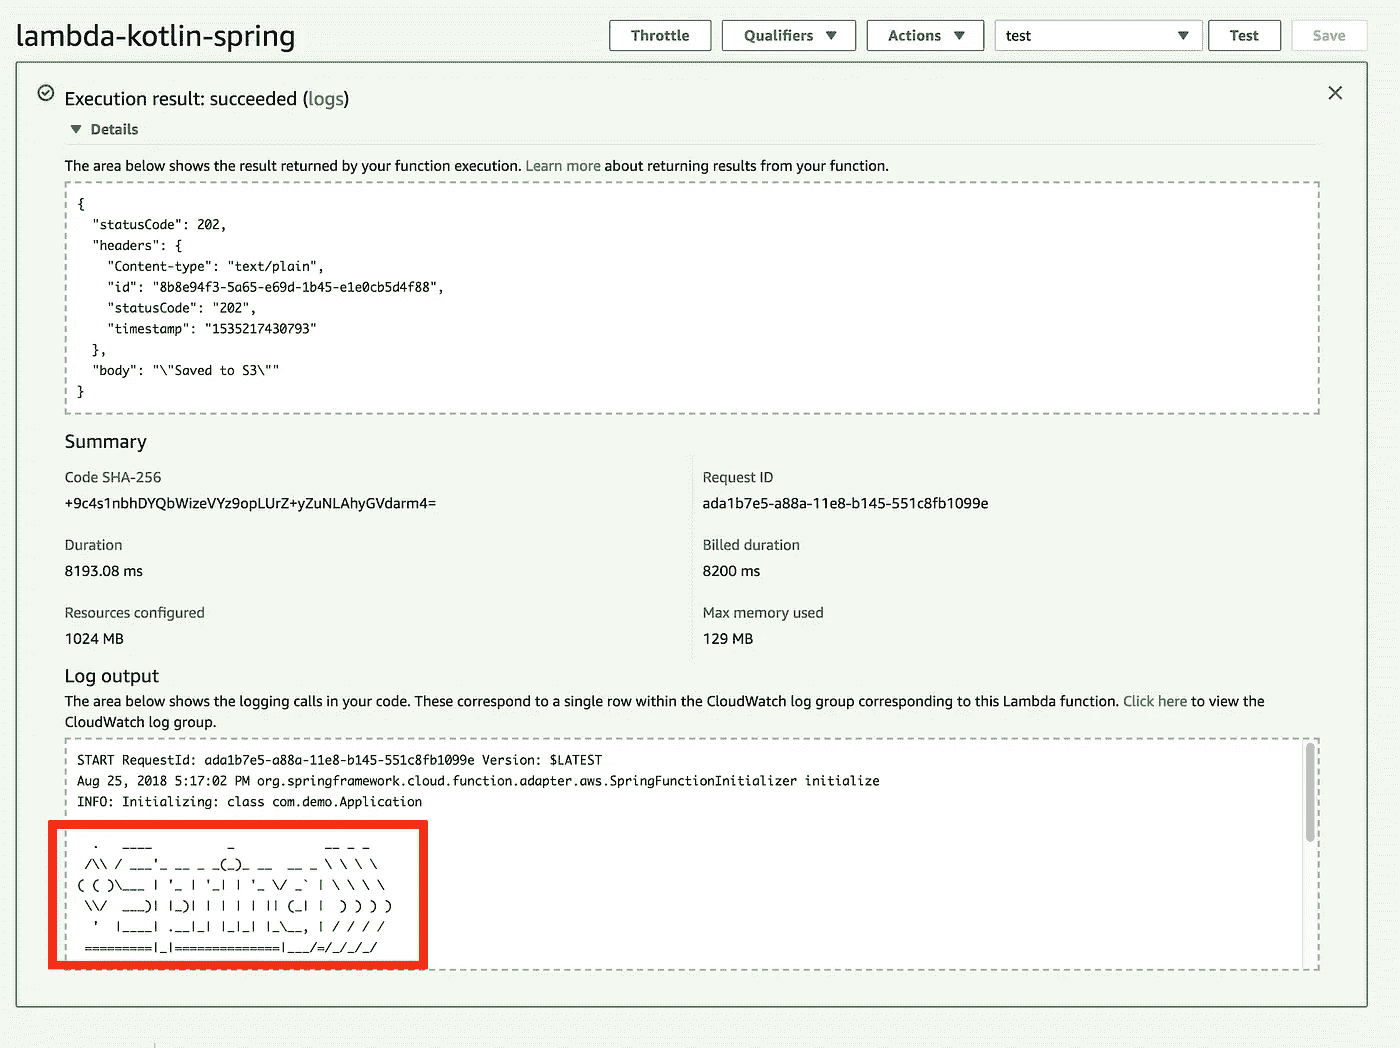 lambda-kotlin-spring
Throttle
Qualifiers
Actions
test
Test
Save
Execution result: succeeded (logs)
Details
The area below shows the result returned by your function execution. Learn more about returning results from your function.
{
  "statusCode": 202,
  "headers": {
    "Content-type": "text/plain",
    "id": "8b8e94f3-5a65-e69d-1b45-e1e0cb5d4f88",
    "statusCode": "202",
    "timestamp": "1535217430793"
  },
  "body": "\"Saved to S3\""
}
Summary
Code SHA-256
+9c4s1nbhDYQbWizeVYz9opLUrZ+yZuNLAhyGVdarm4=
Request ID
ada1b7e5-a88a-11e8-b145-551c8fb1099e
Duration
8193.08 ms
Billed duration
8200 ms
Resources configured
1024 MB
Max memory used
129 MB
Log output
The area below shows the logging calls in your code. These correspond to a single row within the CloudWatch log group corresponding to this Lambda function. Click here to view the
CloudWatch log group.
START RequestId: ada1b7e5-a88a-11e8-b145-551c8fb1099e Version: $LATEST
Aug 25, 2018 5:17:02 PM org.springframework.cloud.function.adapter.aws.SpringFunctionInitializer initialize
INFO: Initializing: class com.demo.Application
  .   ____          _            __ _ _
 /\\ / ___'_ __ _ _(_)_ __  __ _ \ \ \ \
( ( )\___ | '_ | '_| | '_ \/ _` | \ \ \ \
 \\/  ___)| |_)| | | | | || (_| |  ) ) ) )
  '  |____| .__|_| |_|_| |_\__, | / / / /
 =========|_|==============|___/=/_/_/_/